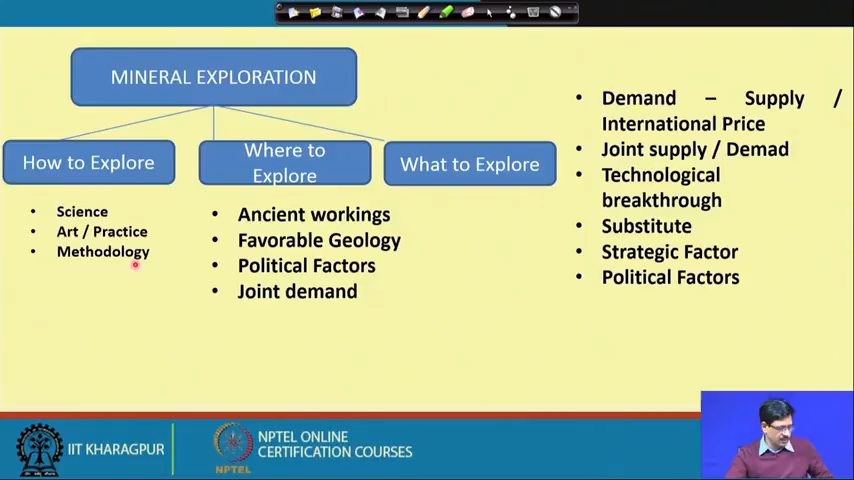 MINERAL EXPLORATION
How to Explore
Where to
Explore
What to Explore
• Science
• Art / Practice
• Methodology
• Ancient workings
• Favorable Geology
• Political Factors
• Joint demand
• Demand – Supply /
International Price
• Joint supply / Demad
• Technological
breakthrough
• Substitute
• Strategic Factor
• Political Factors
IIT KHARAGPUR
NPTEL
NPTEL ONLINE
CERTIFICATION COURSES